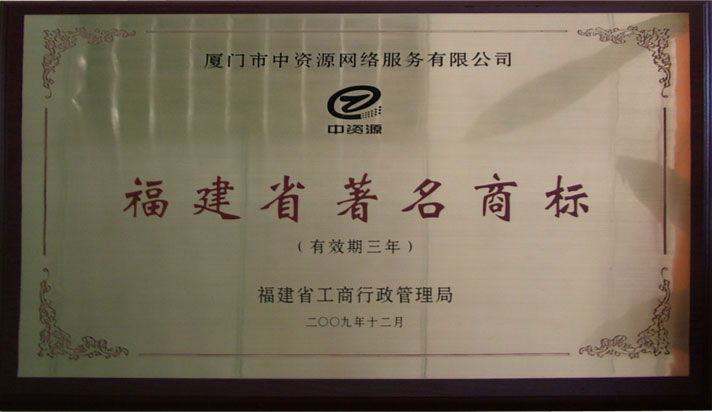 厦门市中资源网络服务有限公司
中资源
福建省著名商标
（有效期三年）
福建省工商行政管理局
二〇〇九年十二月